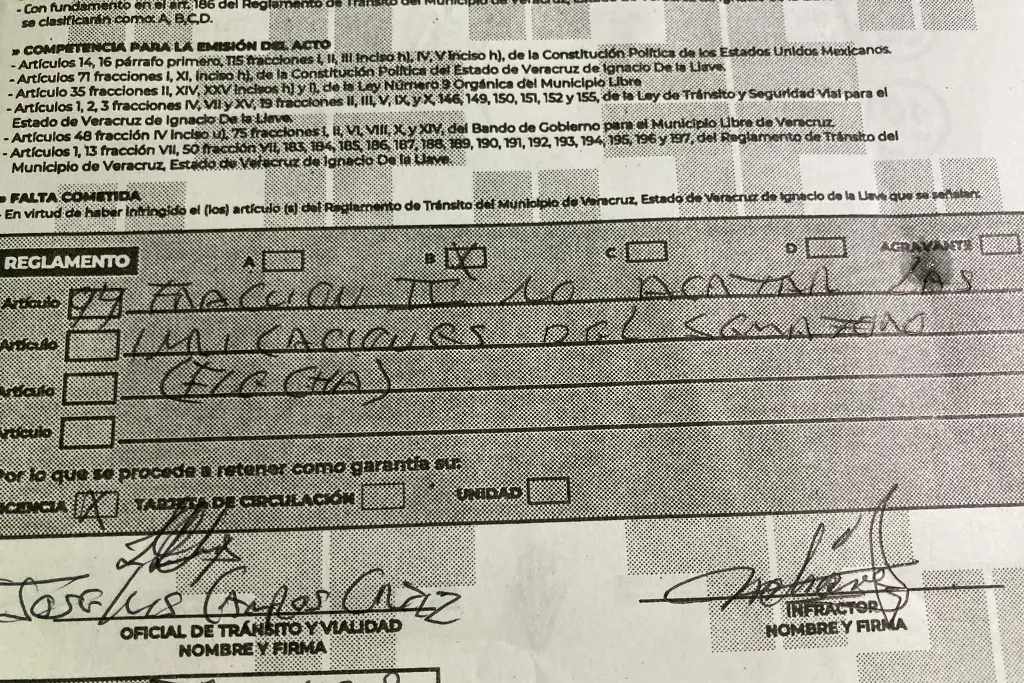 - Con fundamento en el art. 186 del Reglamento de Tránsito del Municipio de Veracruz,
se clasificarán como: A, B,C,D.
» COMPETENCIA PARA LA EMISIÓN DEL ACTO
- Artículos 14, 16 párrafo primero, 115 fracciones I, II, III inciso h), IV, V inciso h), de la Constitución Política de los Estados Unidos Mexicanos.
- Artículos 71 fracciones I, XI, inciso h), de la Constitución Política del Estado de Veracruz de Ignacio De la Llave.
- Artículo 35 fracciones II, XIV, XXV incisos h) y i), de la Ley Número 9 Orgánica del Municipio Libre
- Artículos 1, 2, 3 fracciones IV, VII y XV, 19 fracciones II, III, V, IX y X, 146, 149, 150, 151, 152 y 155, de la Ley de Tránsito y Seguridad Vial para el
Estado de Veracruz de Ignacio De la Llave.
- Artículos 48 fracción IV inciso u), 75 fracciones I, II, VI, VIII, X, y XIV, del Bando de Gobierno para el Municipio Libre de Veracruz.
- Artículos 1, 13 fracción VII, 50 fracción VII, 183, 184, 185, 186, 187, 188, 189, 190, 191, 192, 193, 194, 195, 196 y 197, del Reglamento de Tránsito del
Municipio de Veracruz, Estado de Veracruz de Ignacio De la Llave.
» FALTA COMETIDA
- En virtud de haber infringido el (los) artículo (s) del Reglamento de Tránsito del Municipio de Veracruz, Estado de Veracruz de Ignacio de la Llave que se señalan:
REGLAMENTO A B X C D AGRAVANTE
Artículo FRACCION II NO ACATAR LAS
Artículo INDICACIONES DEL SEMAFORO
Artículo (FLECHA)
Artículo
Por lo que se procede a retener como garantía su:
LICENCIA X TARJETA DE CIRCULACIÓN UNIDAD
Jose Luis Campos
OFICIAL DE TRÁNSITO Y VIALIDAD
NOMBRE Y FIRMA
INFRACTOR
NOMBRE Y FIRMA